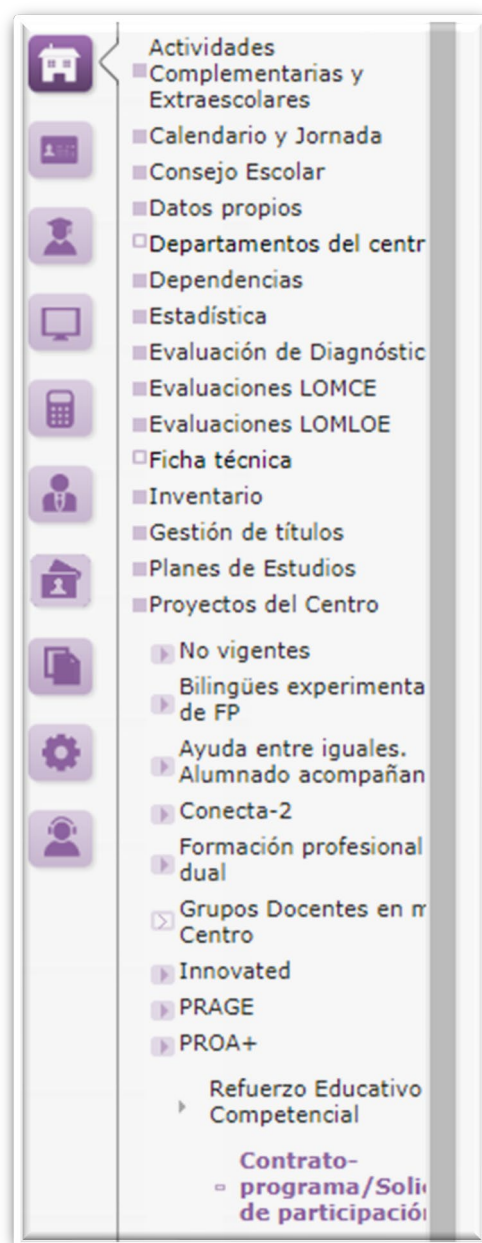 Actividades
Complementarias y
Extraescolares
Calendario y Jornada
Consejo Escolar
Datos propios
Departamentos del centr
Dependencias
Estadística
Evaluación de Diagnóstic
Evaluaciones LOMCE
Evaluaciones LOMLOE
Ficha técnica
Inventario
Gestión de títulos
Planes de Estudios
Proyectos del Centro
No vigentes
Bilingües experimenta
de FP
Ayuda entre iguales.
Alumnado acompañan
Conecta-2
Formación profesional
dual
Grupos Docentes en m
Centro
Innovated
PRAGE
PROA+
Refuerzo Educativo
Competencial
Contrato-
programa/Soli
de participació